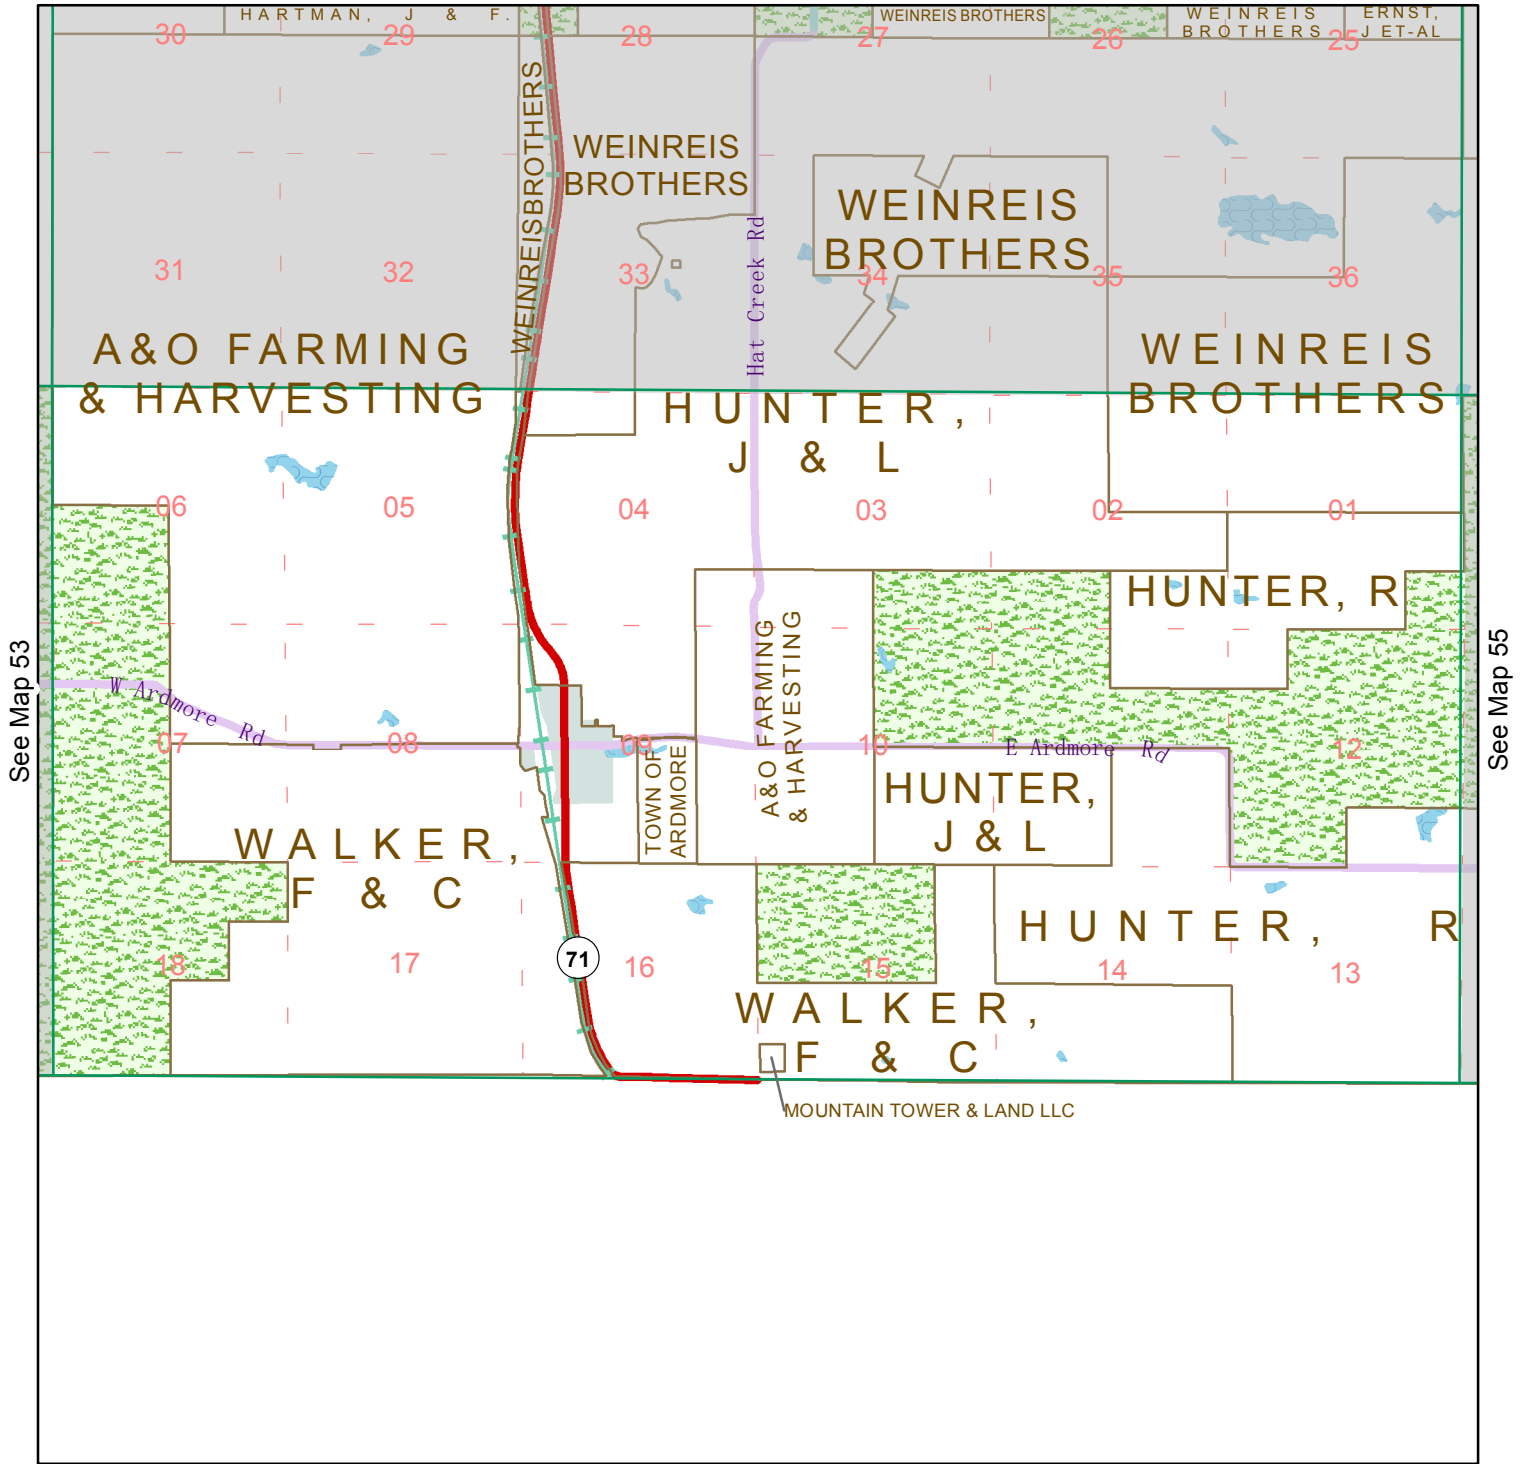 HARTMAN, J & F.
WEINREIS BROTHERS
WEINREIS
BROTHERS
ERNST,
J ET-AL
30
29
28
27
26
25
WEINREISBROTHERS
WEINREIS
BROTHERS
WEINREIS
BROTHERS
Hat Creek Rd
31
32
33
34
35
36
A&O FARMING
& HARVESTING
HUNTER,
J & L
WEINREIS
BROTHERS
06
05
04
03
02
01
HUNTER, R
A&O FARMING
& HARVESTING
See Map 53
See Map 55
W Ardmore Rd
E Ardmore Rd
07
08
09
10
12
TOWN OF
ARDMORE
HUNTER,
J & L
WALKER,
F & C
HUNTER, R
71
18
17
16
15
14
13
WALKER,
F & C
MOUNTAIN TOWER & LAND LLC